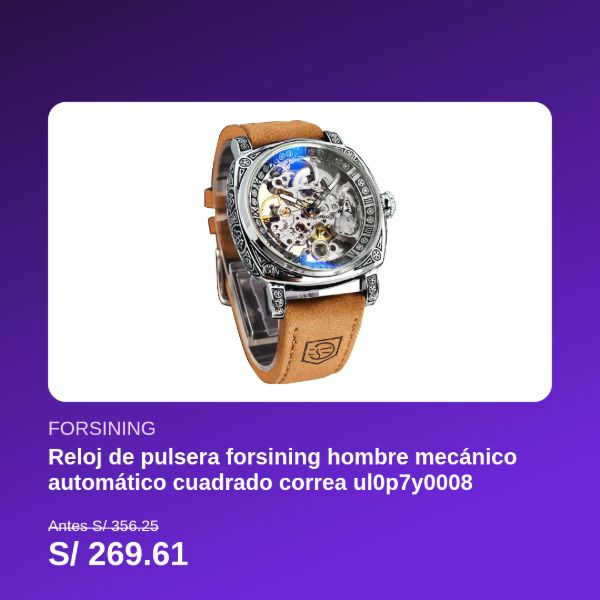 FORSINING
Reloj de pulsera forsining hombre mecánico
automático cuadrado correa ul0p7y0008
Antes S/ 356.25
S/ 269.61